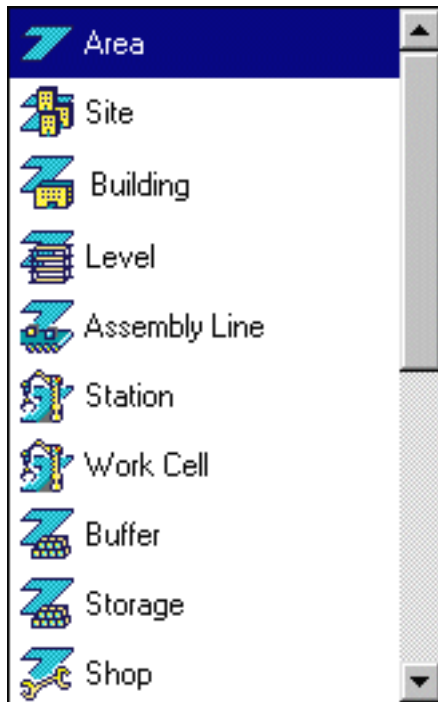 Area
Site
Building
Level
Assembly Line
Station
Work Cell
Buffer
Storage
Shop